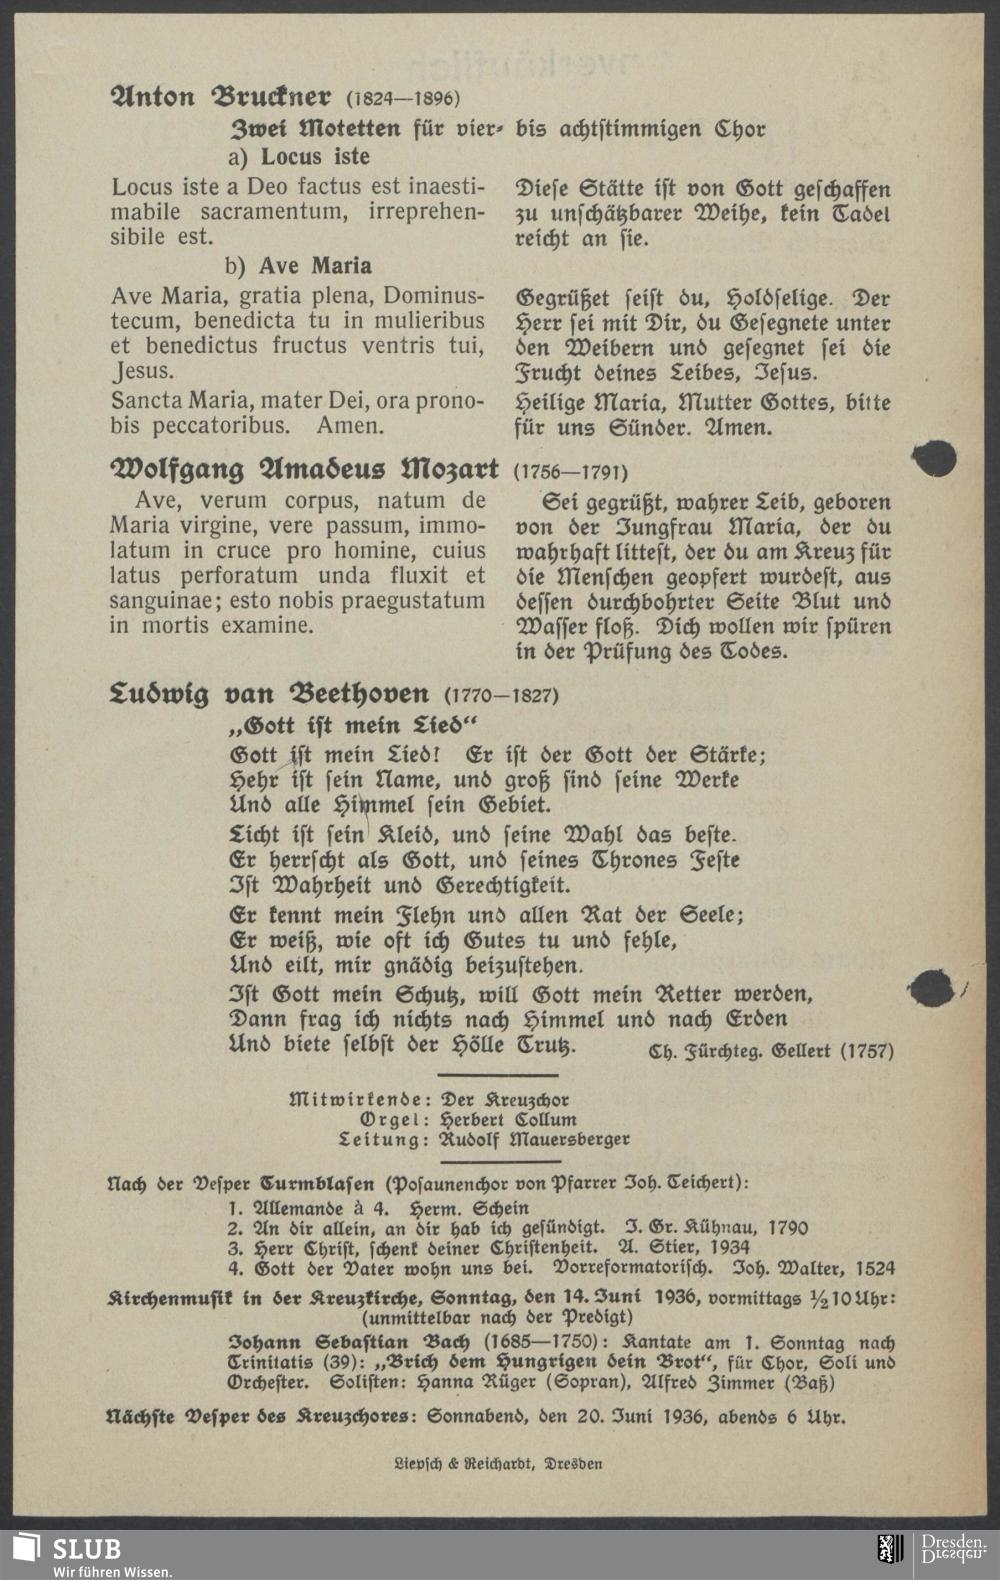 Anton Bruckner (1824—1896)
Zwei Motetten für vier- bis achtstimmigen Chor
a) Locus iste
Locus iste a Deo factus est inaesti-
mabile sacramentum, irreprehen-
sibile est.
Diese Stätte ist von Gott geschaffen
zu unschätzbarer Weihe, kein Tadel
reicht an sie.
b) Ave Maria
Ave Maria, gratia plena, Dominus-
tecum, benedicta tu in mulieribus
et benedictus fructus ventris tui,
Jesus.
Sancta Maria, mater Dei, ora prono-
bis peccatoribus. Amen.
Gegrüßet seist du, Holdselige. Der
Herr sei mit Dir, du Gesegnete unter
den Weibern und gesegnet sei die
Frucht deines Leibes, Jesus.
Heilige Maria, Mutter Gottes, bitte
für uns Sünder. Amen.
Wolfgang Amadeus Mozart (1756—1791)
Ave, verum corpus, natum de
Maria virgine, vere passum, immo-
latum in cruce pro homine, cuius
latus perforatum unda fluxit et
sanguinae; esto nobis praegustatum
in mortis examine.
Sei gegrüßt, wahrer Leib, geboren
von der Jungfrau Maria, der du
wahrhaft littest, der du am Kreuz für
die Menschen geopfert wurdest, aus
dessen durchbohrter Seite Blut und
Wasser floß. Dich wollen wir spüren
in der Prüfung des Todes.
Ludwig van Beethoven (1770—1827)
„Gott ist mein Lied“
Gott ist mein Lied! Er ist der Gott der Stärke;
Hehr ist sein Name, und groß sind seine Werke
Und alle Himmel sein Gebiet.
Licht ist sein Kleid, und seine Wahl das beste.
Er herrscht als Gott, und seines Thrones Feste
Ist Wahrheit und Gerechtigkeit.
Er kennt mein Flehn und allen Rat der Seele;
Er weiß, wie oft ich Gutes tu und fehle,
Und eilt, mir gnädig beizustehen.
Ist Gott mein Schutz, will Gott mein Retter werden,
Dann frag ich nichts nach Himmel und nach Erden
Und biete selbst der Hölle Trutz.
Ch. Fürchteg. Gellert (1757)
Mitwirkende: Der Kreuzchor
Orgel: Herbert Collum
Leitung: Rudolf Mauersberger
Nach der Vesper Turmblasen (Posaunenchor von Pfarrer Joh. Teichert):
1. Allemande à 4. Herm. Schein
2. An dir allein, an dir hab ich gesündigt. J. Gr. Kühnau, 1790
3. Herr Christ, schenk deiner Christenheit. A. Stier, 1934
4. Gott der Vater wohn uns bei. Vorreformatorisch. Joh. Walter, 1524
Kirchenmusik in der Kreuzkirche, Sonntag, den 14. Juni 1936, vormittags ½10 Uhr:
(unmittelbar nach der Predigt)
Johann Sebastian Bach (1685—1750): Kantate am 1. Sonntag nach
Trinitatis (39): „Brich dem Hungrigen dein Brot“, für Chor, Soli und
Orchester. Solisten: Hanna Rüger (Sopran), Alfred Zimmer (Baß)
Nächste Vesper des Kreuzchores: Sonnabend, den 20. Juni 1936, abends 6 Uhr.
Liepsch & Reichardt, Dresden
SLUB
Wir führen Wissen.
Dresden.